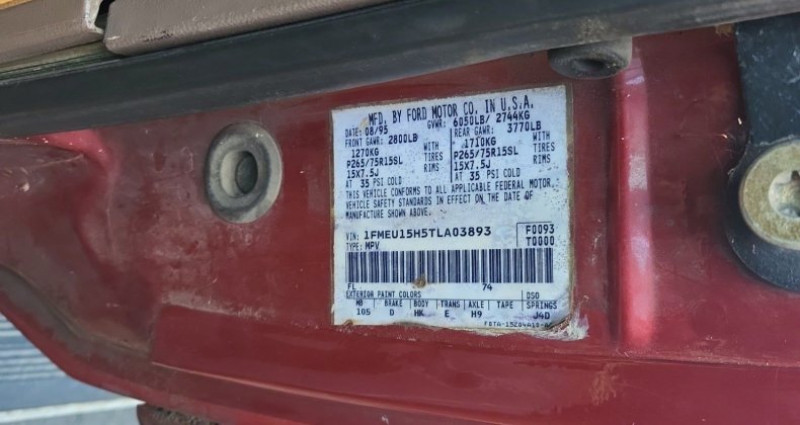 MFD. BY FORD MOTOR CO. IN U.S.A.
DATE: 08/95 GVWR: 6050LB/ 2744KG
FRONT GAWR: 2800LB REAR GAWR: 3770LB
1270KG WITH 1710KG WITH
P265/75R15SL TIRES P265/75R15SL TIRES
15X7.5J RIMS 15X7.5J RIMS
AT 35 PSI COLD AT 35 PSI COLD
THIS VEHICLE CONFORMS TO ALL APPLICABLE FEDERAL MOTOR
VEHICLE SAFETY STANDARDS IN EFFECT ON THE DATE OF
MANUFACTURE SHOWN ABOVE.
VIN: 1FMEU15H5TLA03893 F0093
TYPE: MPV T0000
FL 74
EXTERIOR PAINT COLORS DSO
WB BRAKE BODY TRANS AXLE TAPE SPRINGS
105 D E H9 J4D